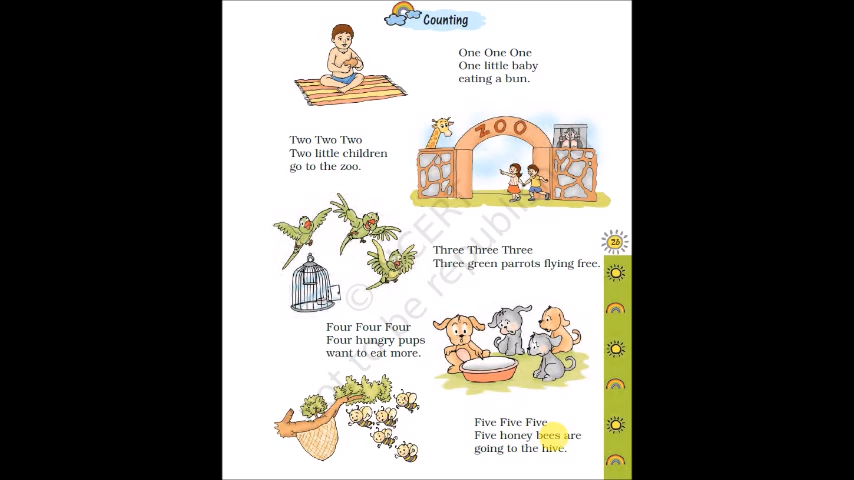 Counting
One One One
One little baby
eating a bun.
ZOO
Two Two Two
Two little children
go to the zoo.
Three Three Three
Three green parrots flying free.
26
Four Four Four
Four hungry pups
want to eat more.
Five Five Five
Five honey bees are
going to the hive.